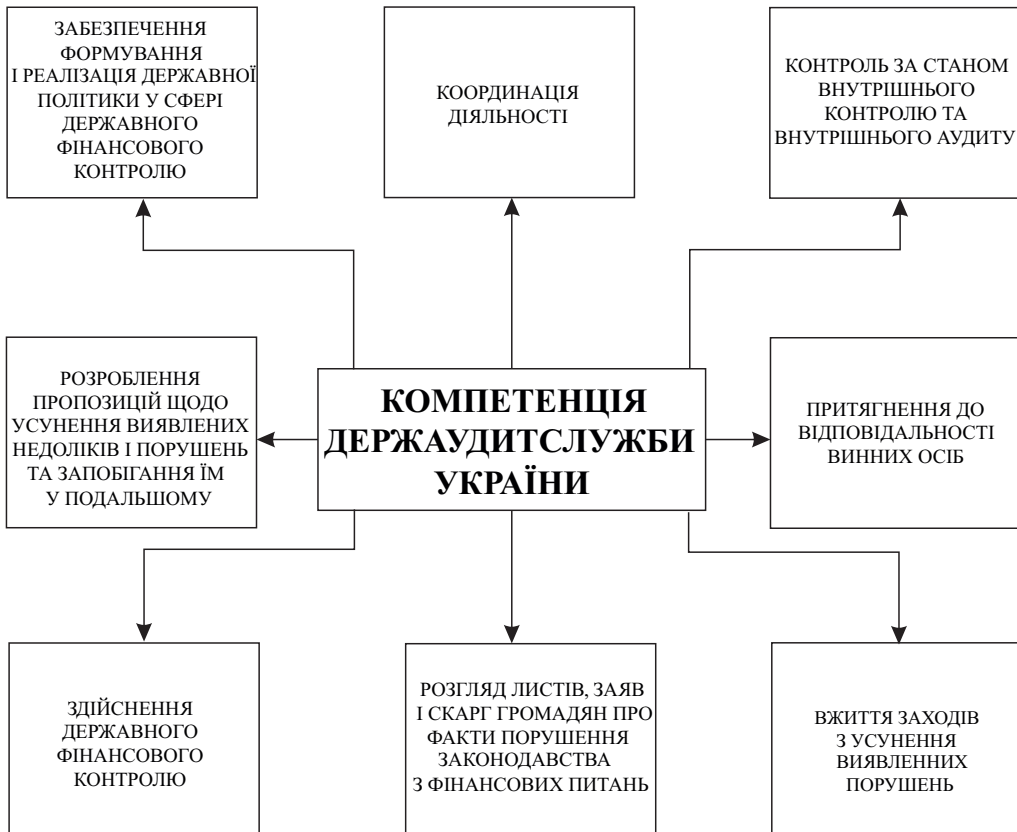 ЗАБЕЗПЕЧЕННЯ
ФОРМУВАННЯ
І РЕАЛІЗАЦІЯ ДЕРЖАВНОЇ
ПОЛІТИКИ У СФЕРІ
ДЕРЖАВНОГО
ФІНАНСОВОГО
КОНТРОЛЮ
КООРДИНАЦІЯ
ДІЯЛЬНОСТІ
КОНТРОЛЬ ЗА СТАНОМ
ВНУТРІШНЬОГО
КОНТРОЛЮ ТА
ВНУТРІШНЬОГО АУДИТУ
РОЗРОБЛЕННЯ
ПРОПОЗИЦІЙ ЩОДО
УСУНЕННЯ ВИЯВЛЕНИХ
НЕДОЛІКІВ І ПОРУШЕНЬ
ТА ЗАПОБІГАННЯ ЇМ
У ПОДАЛЬШОМУ
КОМПЕТЕНЦІЯ
ДЕРЖАУДИТСЛУЖБИ
УКРАЇНИ
ПРИТЯГНЕННЯ ДО
ВІДПОВІДАЛЬНОСТІ
ВИННИХ ОСІБ
ЗДІЙСНЕННЯ
ДЕРЖАВНОГО
ФІНАНСОВОГО
КОНТРОЛЮ
РОЗГЛЯД ЛИСТІВ, ЗАЯВ
І СКАРГ ГРОМАДЯН ПРО
ФАКТИ ПОРУШЕННЯ
ЗАКОНОДАВСТВА
З ФІНАНСОВИХ ПИТАНЬ
ВЖИТТЯ ЗАХОДІВ
З УСУНЕННЯ
ВИЯВЛЕННИХ
ПОРУШЕНЬ